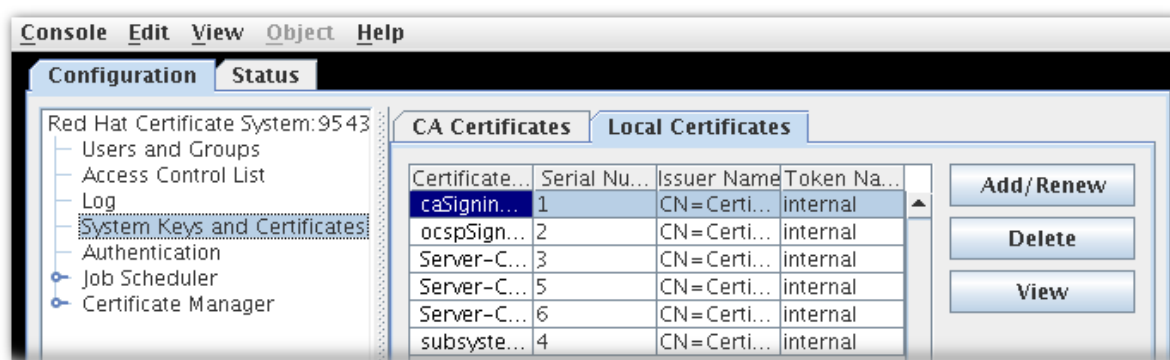 Console Edit View Object Help
Configuration Status
Red Hat Certificate System:9543
Users and Groups
Access Control List
Log
System Keys and Certificates
Authentication
Job Scheduler
Certificate Manager
CA Certificates Local Certificates
Certificate... Serial Nu... Issuer Name Token Na...
caSignin... 1 CN=Certi... internal
ocspSign... 2 CN=Certi... internal
Server-C... 3 CN=Certi... internal
Server-C... 5 CN=Certi... internal
Server-C... 6 CN=Certi... internal
subsyste... 4 CN=Certi... internal
Add/Renew
Delete
View